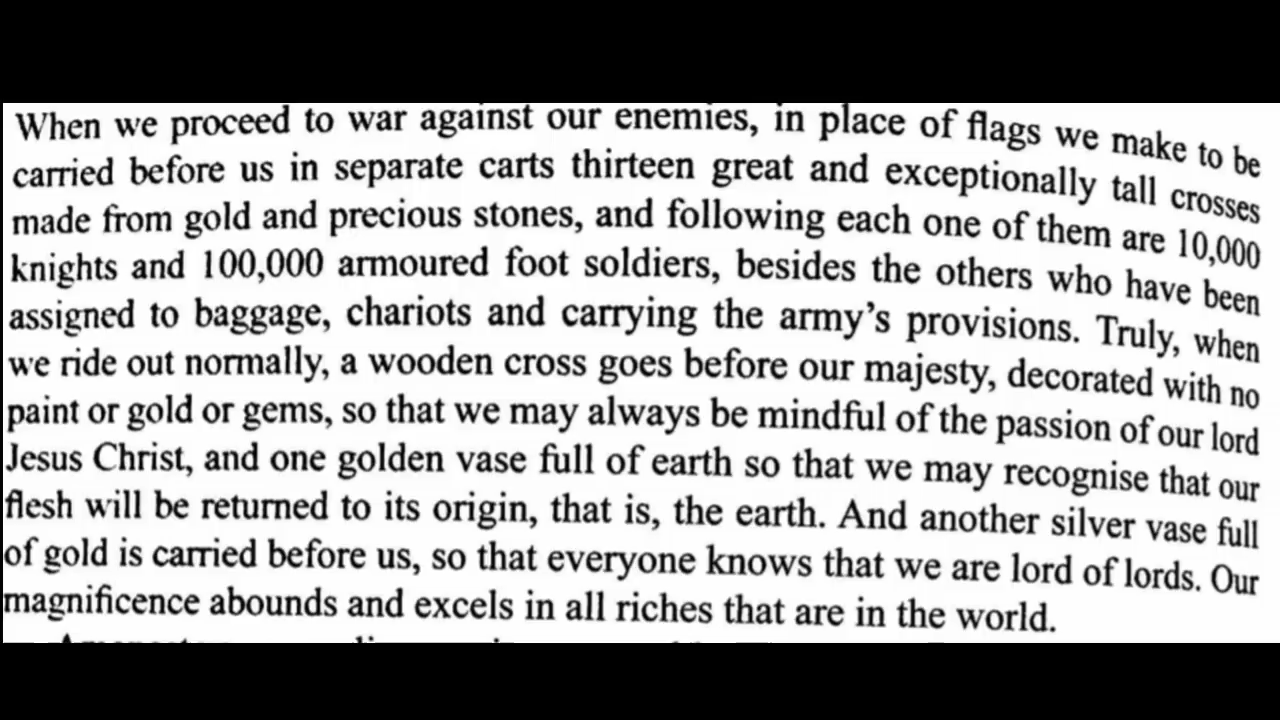 When we proceed to war against our enemies, in place of flags we make to be
carried before us in separate carts thirteen great and exceptionally tall crosses
made from gold and precious stones, and following each one of them are 10,000
knights and 100,000 armoured foot soldiers, besides the others who have been
assigned to baggage, chariots and carrying the army's provisions. Truly, when
we ride out normally, a wooden cross goes before our majesty, decorated with no
paint or gold or gems, so that we may always be mindful of the passion of our lord
Jesus Christ, and one golden vase full of earth so that we may recognise that our
flesh will be returned to its origin, that is, the earth. And another silver vase full
of gold is carried before us, so that everyone knows that we are lord of lords. Our
magnificence abounds and excels in all riches that are in the world.